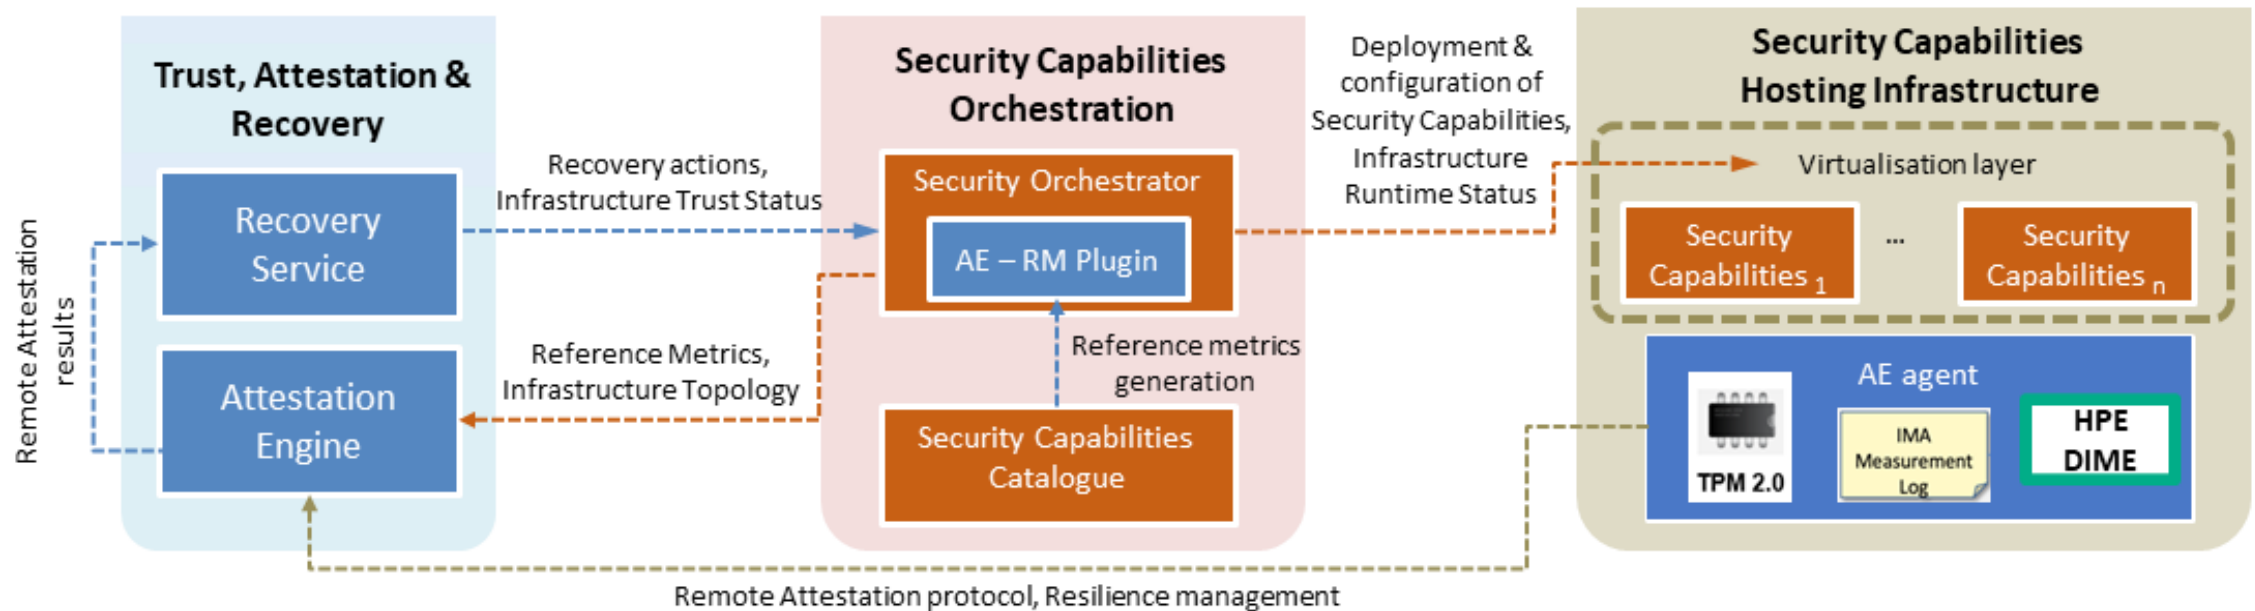 Trust, Attestation &
Recovery
Recovery
Service
Attestation
Engine
Remote Attestation
results
Recovery actions,
Infrastructure Trust Status
Reference Metrics,
Infrastructure Topology
Security Capabilities
Orchestration
Security Orchestrator
AE – RM Plugin
Reference metrics
generation
Security Capabilities
Catalogue
Deployment &
configuration of
Security Capabilities,
Infrastructure
Runtime Status
Security Capabilities
Hosting Infrastructure
Virtualisation layer
Security
Capabilities 1
...
Security
Capabilities n
AE agent
TPM 2.0
IMA
Measurement
Log
HPE
DIME
Remote Attestation protocol, Resilience management